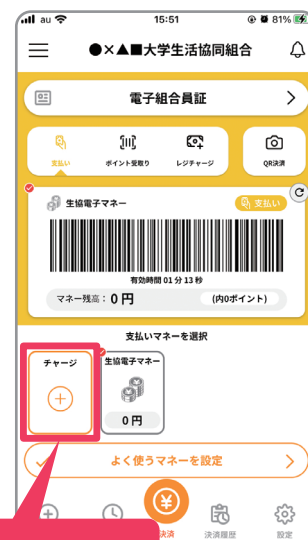 au 15:51 81%
●×▲■大学生活協同組合
電子組合員証
支払い ポイント受取り レジチャージ QR決済
生協電子マネー 支払い
有効時間 01 分 13 秒
マネー残高：0 円 (内0ポイント)
支払いマネーを選択
チャージ 生協電子マネー
0 円
よく使うマネーを設定
決済 決済履歴 設定